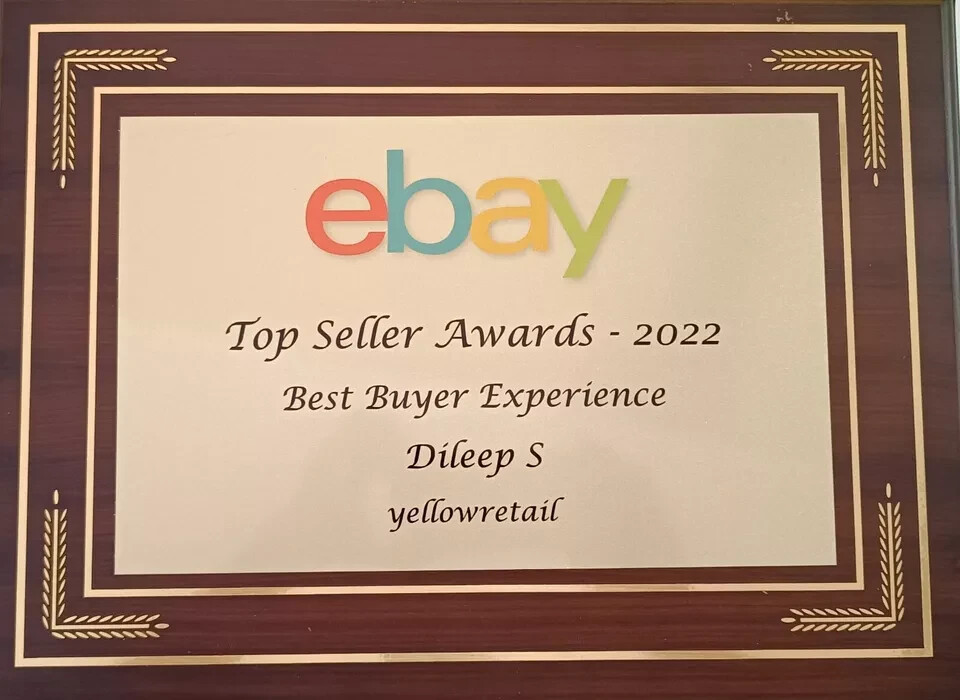 ebay
Top Seller Awards - 2022
Best Buyer Experience
Dileep S
yellowretail